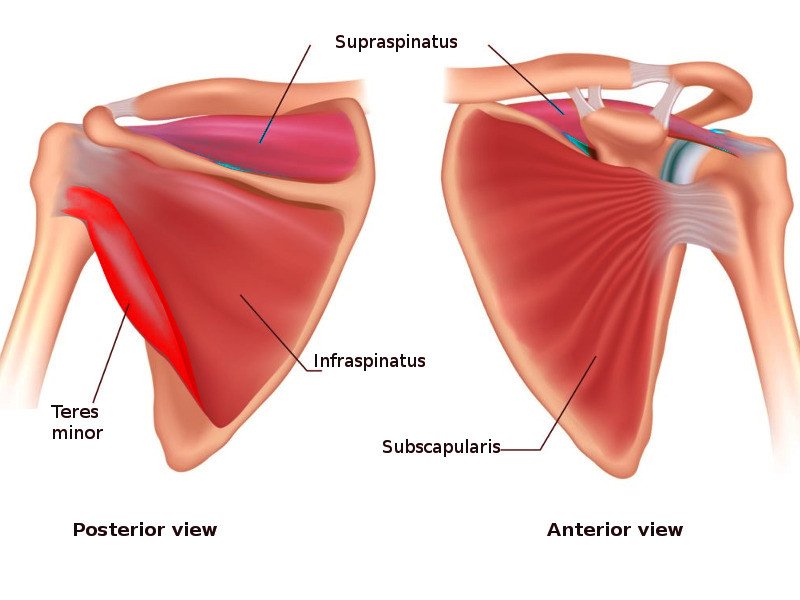 Supraspinatus
Infraspinatus
Teres
minor
Subscapularis
Posterior view
Anterior view